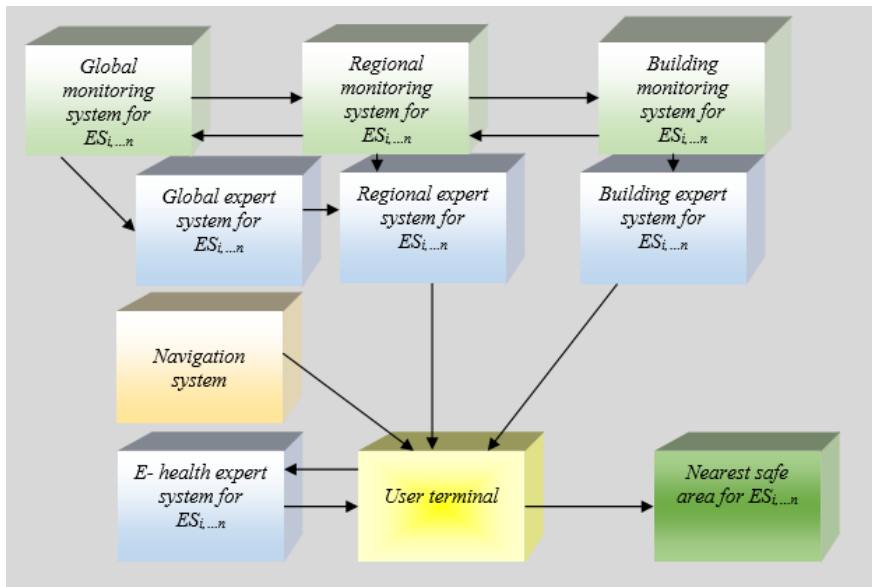 Global
monitoring
system for
ESi,...n
Regional
monitoring
system for
ESi,...n
Building
monitoring
system for
ESi,...n
Global expert
system for
ESi,...n
Regional expert
system for
ESi,...n
Building expert
system for
ESi,...n
Navigation
system
E- health expert
system for
ESi,...n
User terminal
Nearest safe
area for ESi,...n